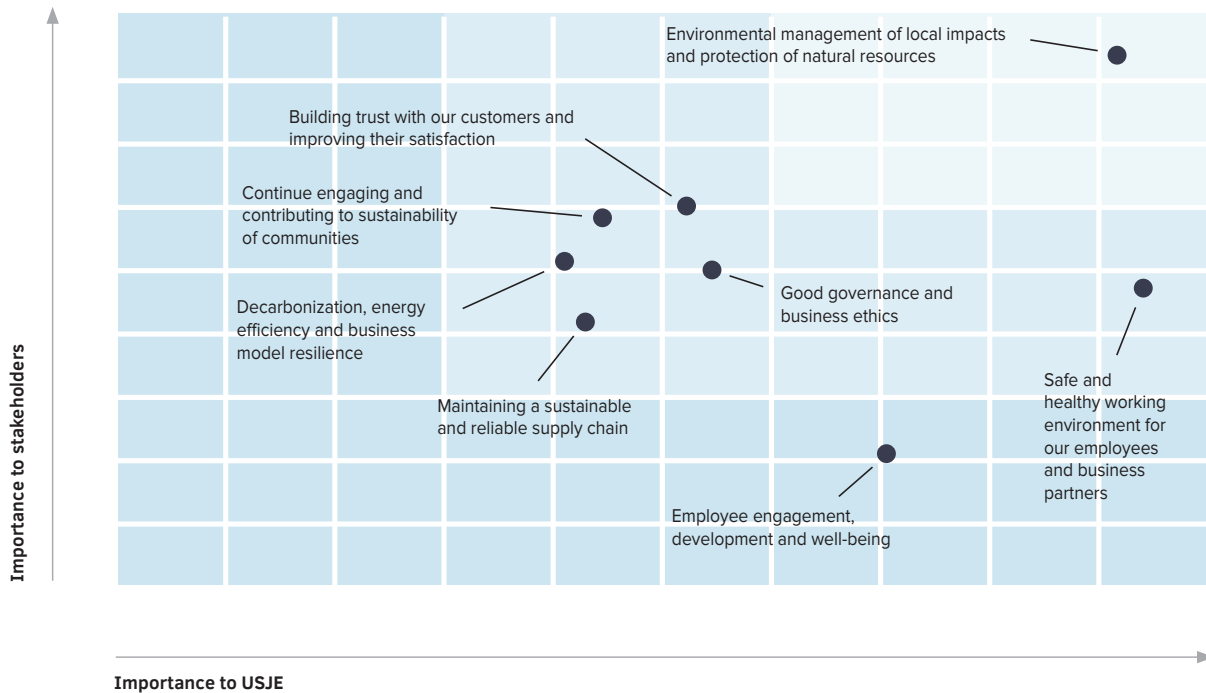 Environmental management of local impacts
and protection of natural resources
Building trust with our customers and
improving their satisfaction
Continue engaging and
contributing to sustainability
of communities
Decarbonization, energy
efficiency and business
model resilience
Good governance and
business ethics
Maintaining a sustainable
and reliable supply chain
Safe and
healthy working
environment for
our employees
and business
partners
Employee engagement,
development and well-being
Importance to stakeholders
Importance to USJE